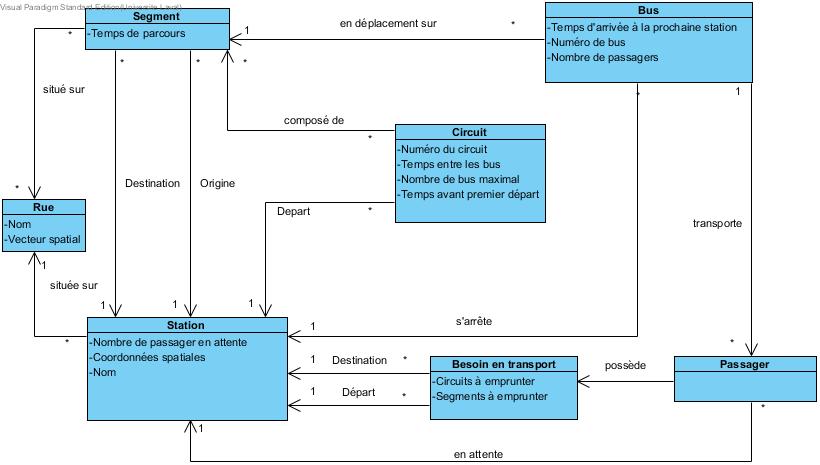 Visual Paradigm Standard Edition(Universite Laval)
Segment
-Temps de parcours
Bus
-Temps d'arrivée à la prochaine station
-Numéro de bus
-Nombre de passagers
en déplacement sur
1
*
*
situé sur
*
*
*
*
composé de
*
Circuit
-Numéro du circuit
-Temps entre les bus
-Nombre de bus maximal
-Temps avant premier départ
*
1
Destination
Origine
Depart
*
Rue
-Nom
-Vecteur spatial
transporte
1
située sur
*
1
1
1
Station
-Nombre de passager en attente
-Coordonnées spatiales
-Nom
1
s'arrête
1
Destination
*
1
Départ
*
Besoin en transport
-Circuits à emprunter
-Segments à emprunter
possède
*
Passager
*
1
en attente